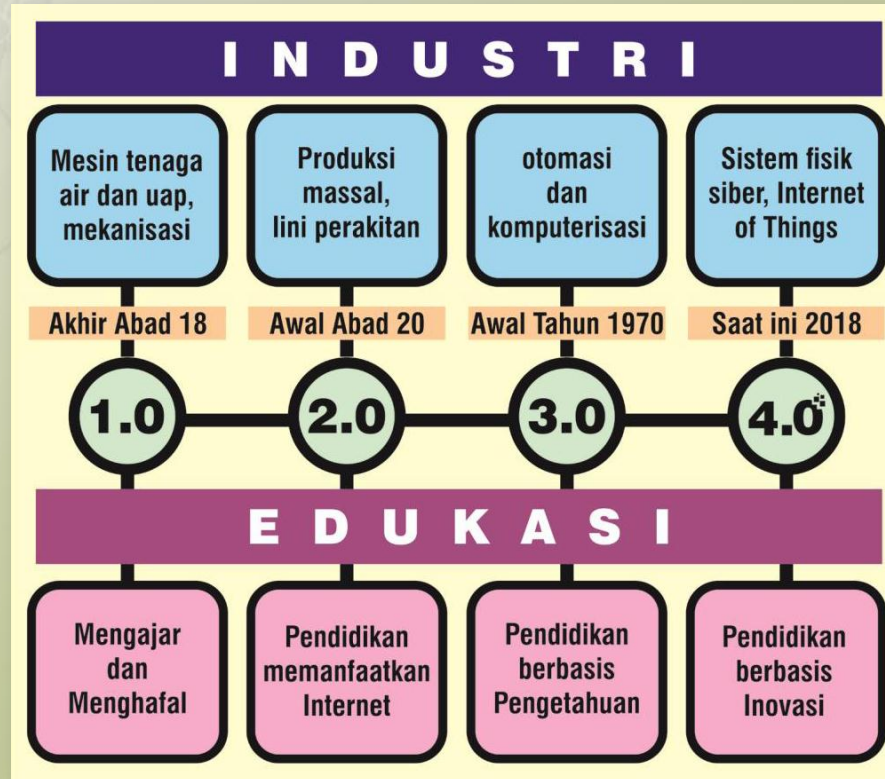 INDUSTRI
Mesin tenaga
air dan uap,
mekanisasi
Produksi
massal,
lini perakitan
otomasi
dan
komputerisasi
Sistem fisik
siber, Internet
of Things
Akhir Abad 18
Awal Abad 20
Awal Tahun 1970
Saat ini 2018
1.0
2.0
3.0
4.0
EDUKASI
Mengajar
dan
Menghafal
Pendidikan
memanfaatkan
Internet
Pendidikan
berbasis
Pengetahuan
Pendidikan
berbasis
Inovasi